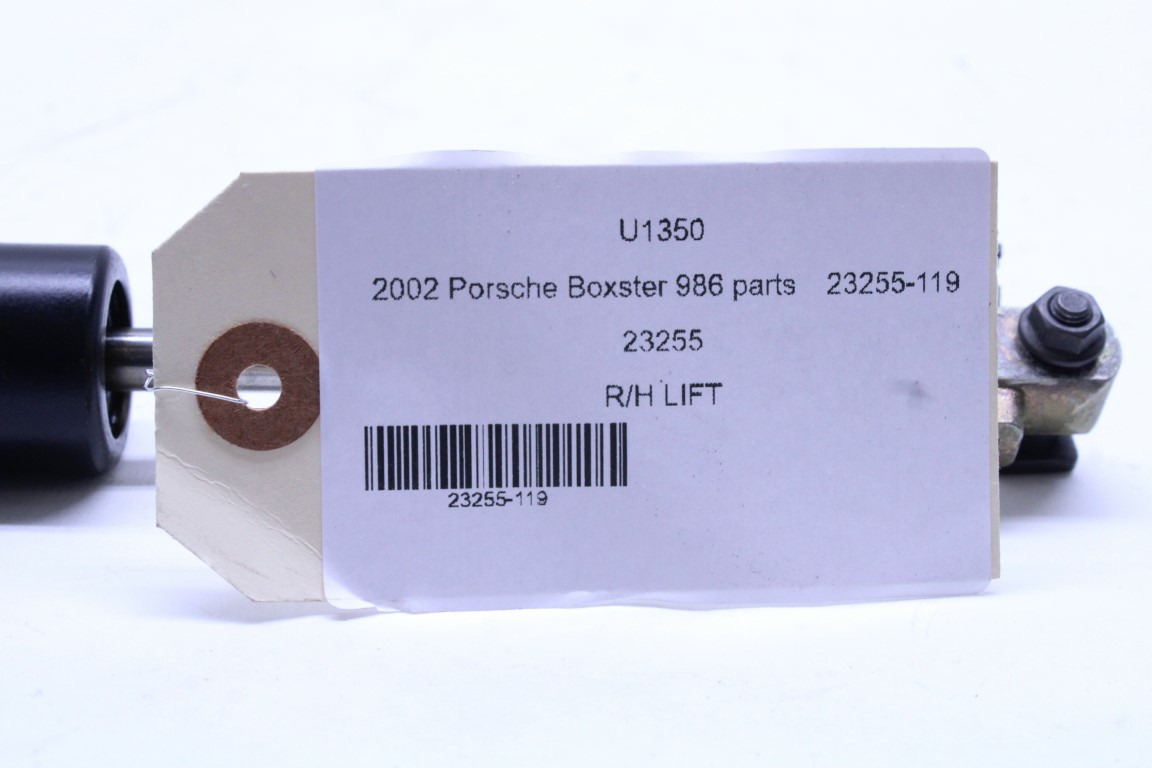 U1350
2002 Porsche Boxster 986 parts 23255-119
23255
R/H LIFT
23255-119